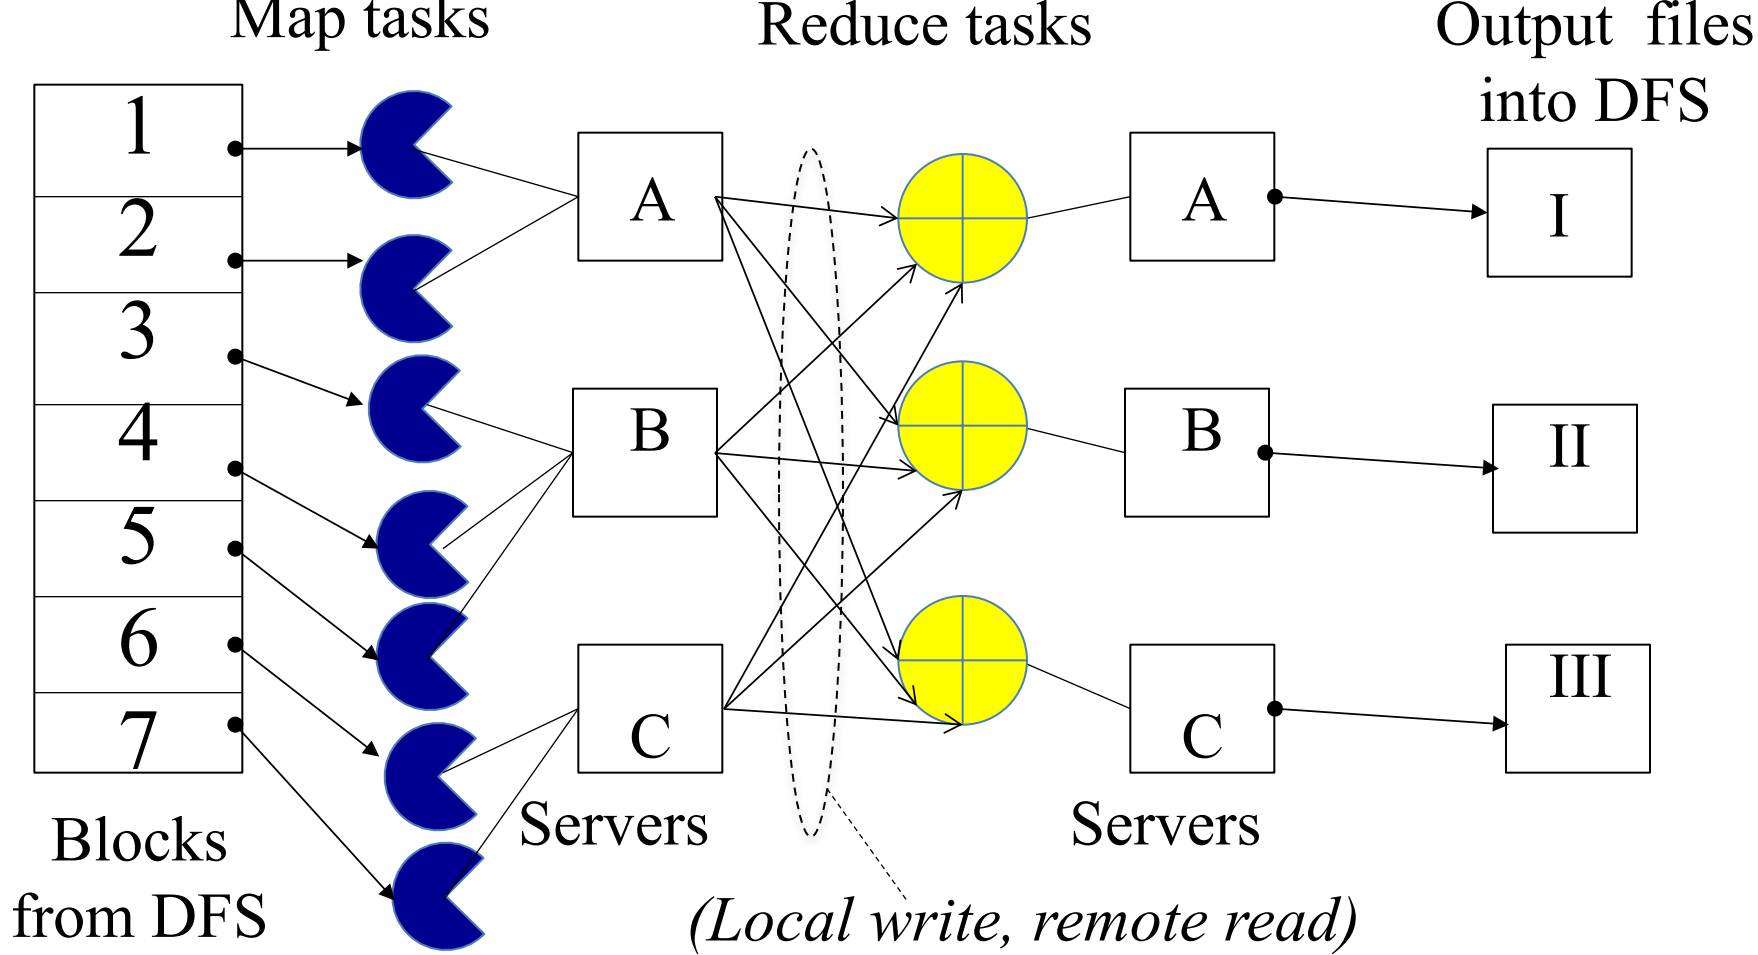 Map tasks
Reduce tasks
Output files
into DFS
1
2
3
4
5
6
7
A
B
C
A
B
C
I
II
III
Servers
Servers
Blocks
from DFS
(Local write, remote read)